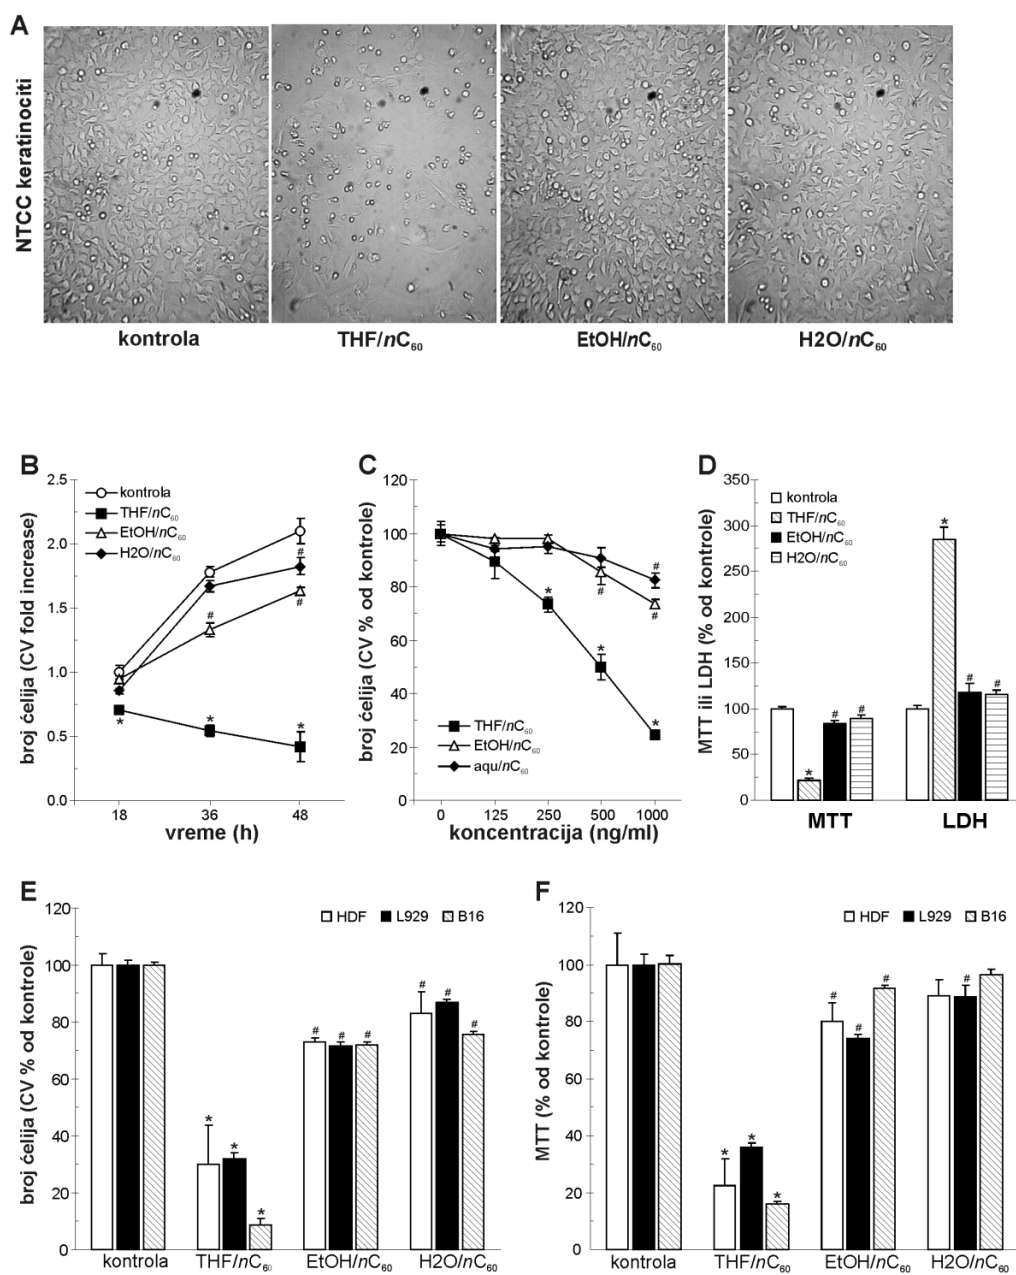 A
NTCC keratinociti
kontrola
THF/nC60
EtOH/nC60
H2O/nC60
B
broj ćelija (CV fold increase)
2.5
2.0
1.5
1.0
0.5
0.0
kontrola
THF/nC60
EtOH/nC60
H2O/nC60
#
#
#
*
*
*
18
36
48
vreme (h)
C
broj ćelija (CV % od kontrole)
120
100
80
60
40
20
0
*
#
#
#
*
*
THF/nC60
EtOH/nC60
aqu/nC60
0
125
250
500
1000
koncentracija (ng/ml)
D
MTT ili LDH (% od kontrole)
350
300
250
200
150
100
50
0
kontrola
THF/nC60
EtOH/nC60
H2O/nC60
*
#
#
*
#
#
MTT
LDH
E
broj ćelija (CV % od kontrole)
120
100
80
60
40
20
0
HDF
L929
B16
*
*
*
#
#
#
#
#
#
kontrola
THF/nC60
EtOH/nC60
H2O/nC60
F
MTT (% od kontrole)
120
100
80
60
40
20
0
HDF
L929
B16
*
*
*
#
#
#
#
kontrola
THF/nC60
EtOH/nC60
H2O/nC60